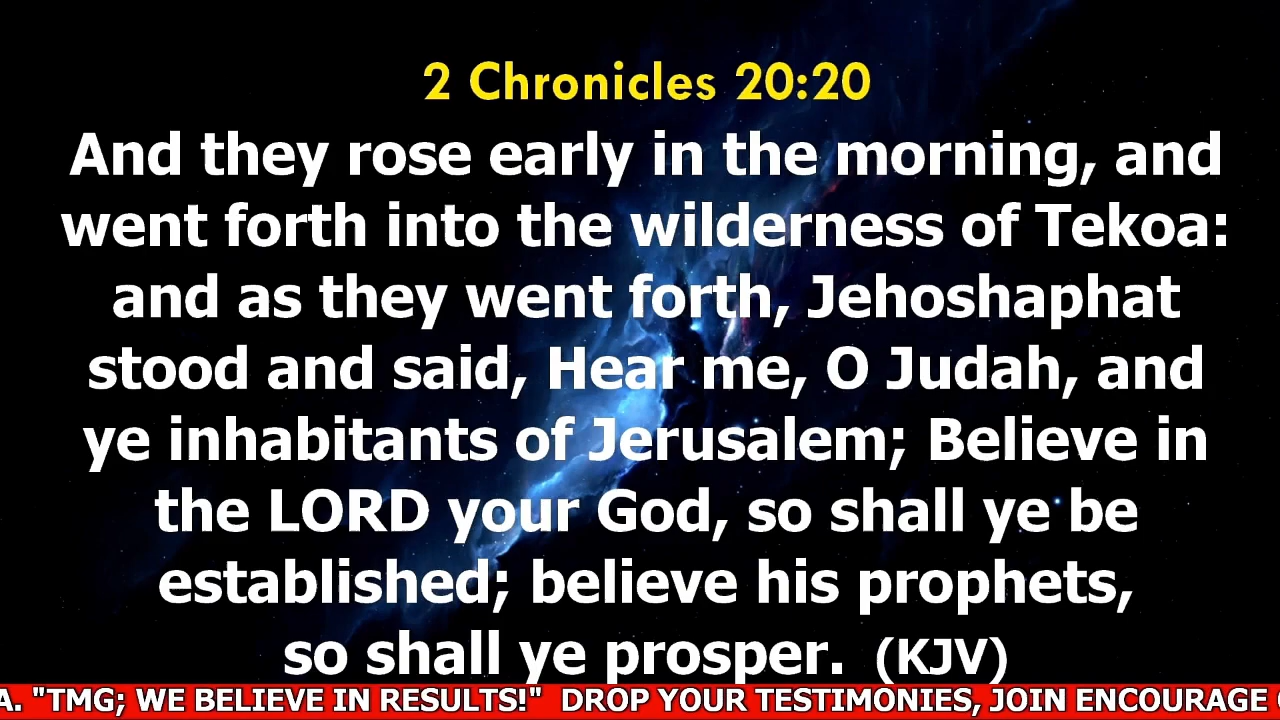 2 Chronicles 20:20
And they rose early in the morning, and
went forth into the wilderness of Tekoa:
and as they went forth, Jehoshaphat
stood and said, Hear me, O Judah, and
ye inhabitants of Jerusalem; Believe in
the LORD your God, so shall ye be
established; believe his prophets,
so shall ye prosper. (KJV)
A. "TMG; WE BELIEVE IN RESULTS!" DROP YOUR TESTIMONIES, JOIN ENCOURAGE